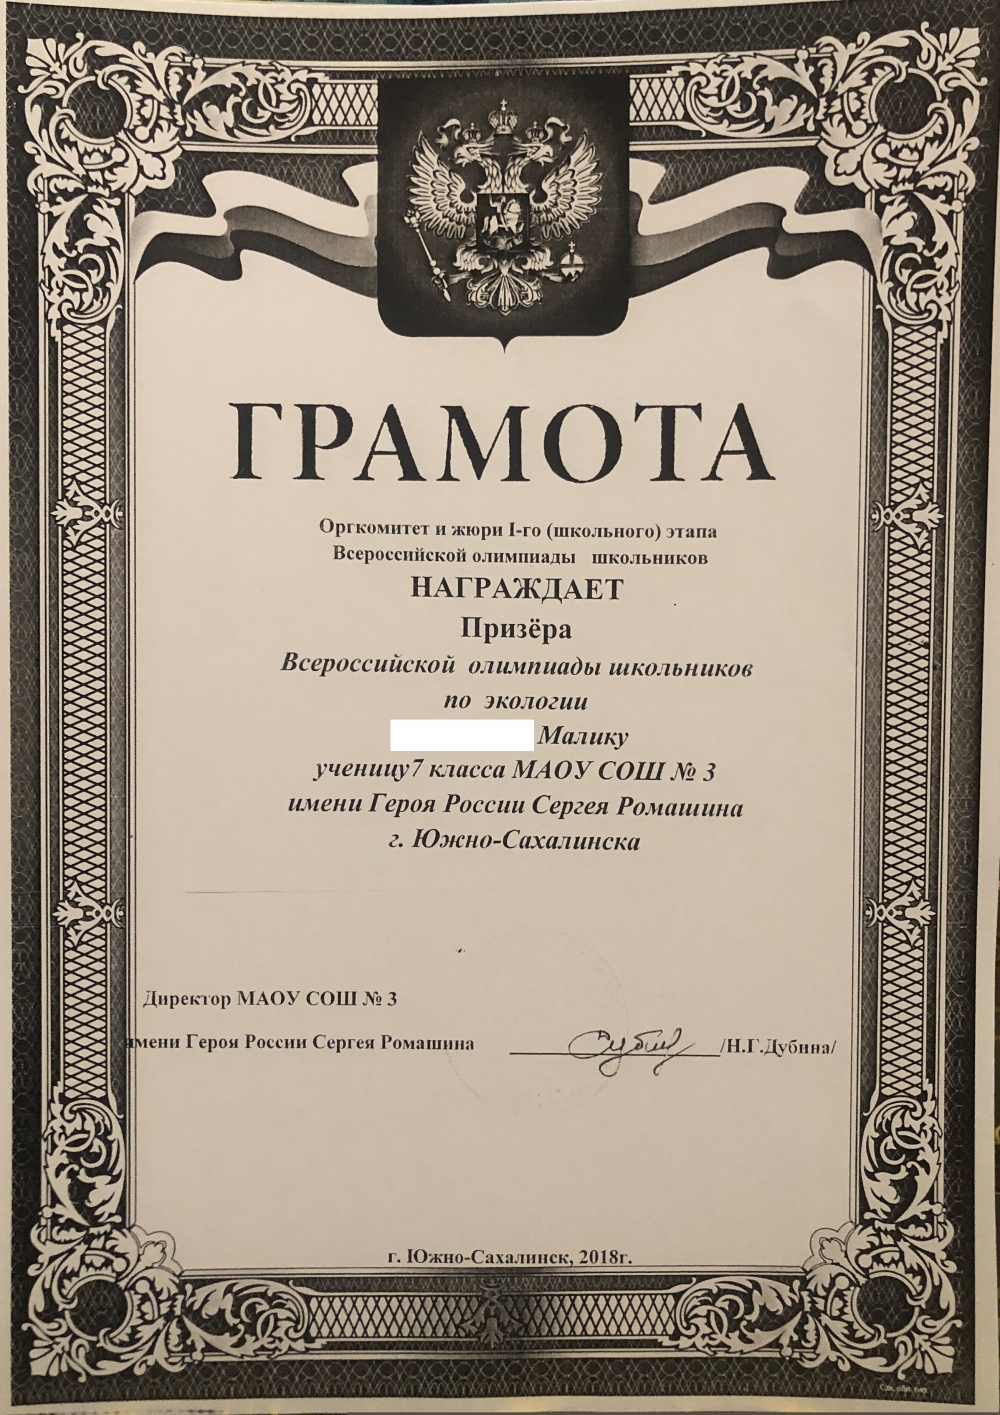 ГРАМОТА
Оргкомитет и жюри I-го (школьного) этапа
Всероссийской олимпиады школьников
НАГРАЖДАЕТ
Призёра
Всероссийской олимпиады школьников
по экологии
Малику
ученицу7 класса МАОУ СОШ № 3
имени Героя России Сергея Ромашина
г. Южно-Сахалинска
Директор МАОУ СОШ № 3
имени Героя России Сергея Ромашина /Н.Г.Дубина/
г. Южно-Сахалинск, 2018г.